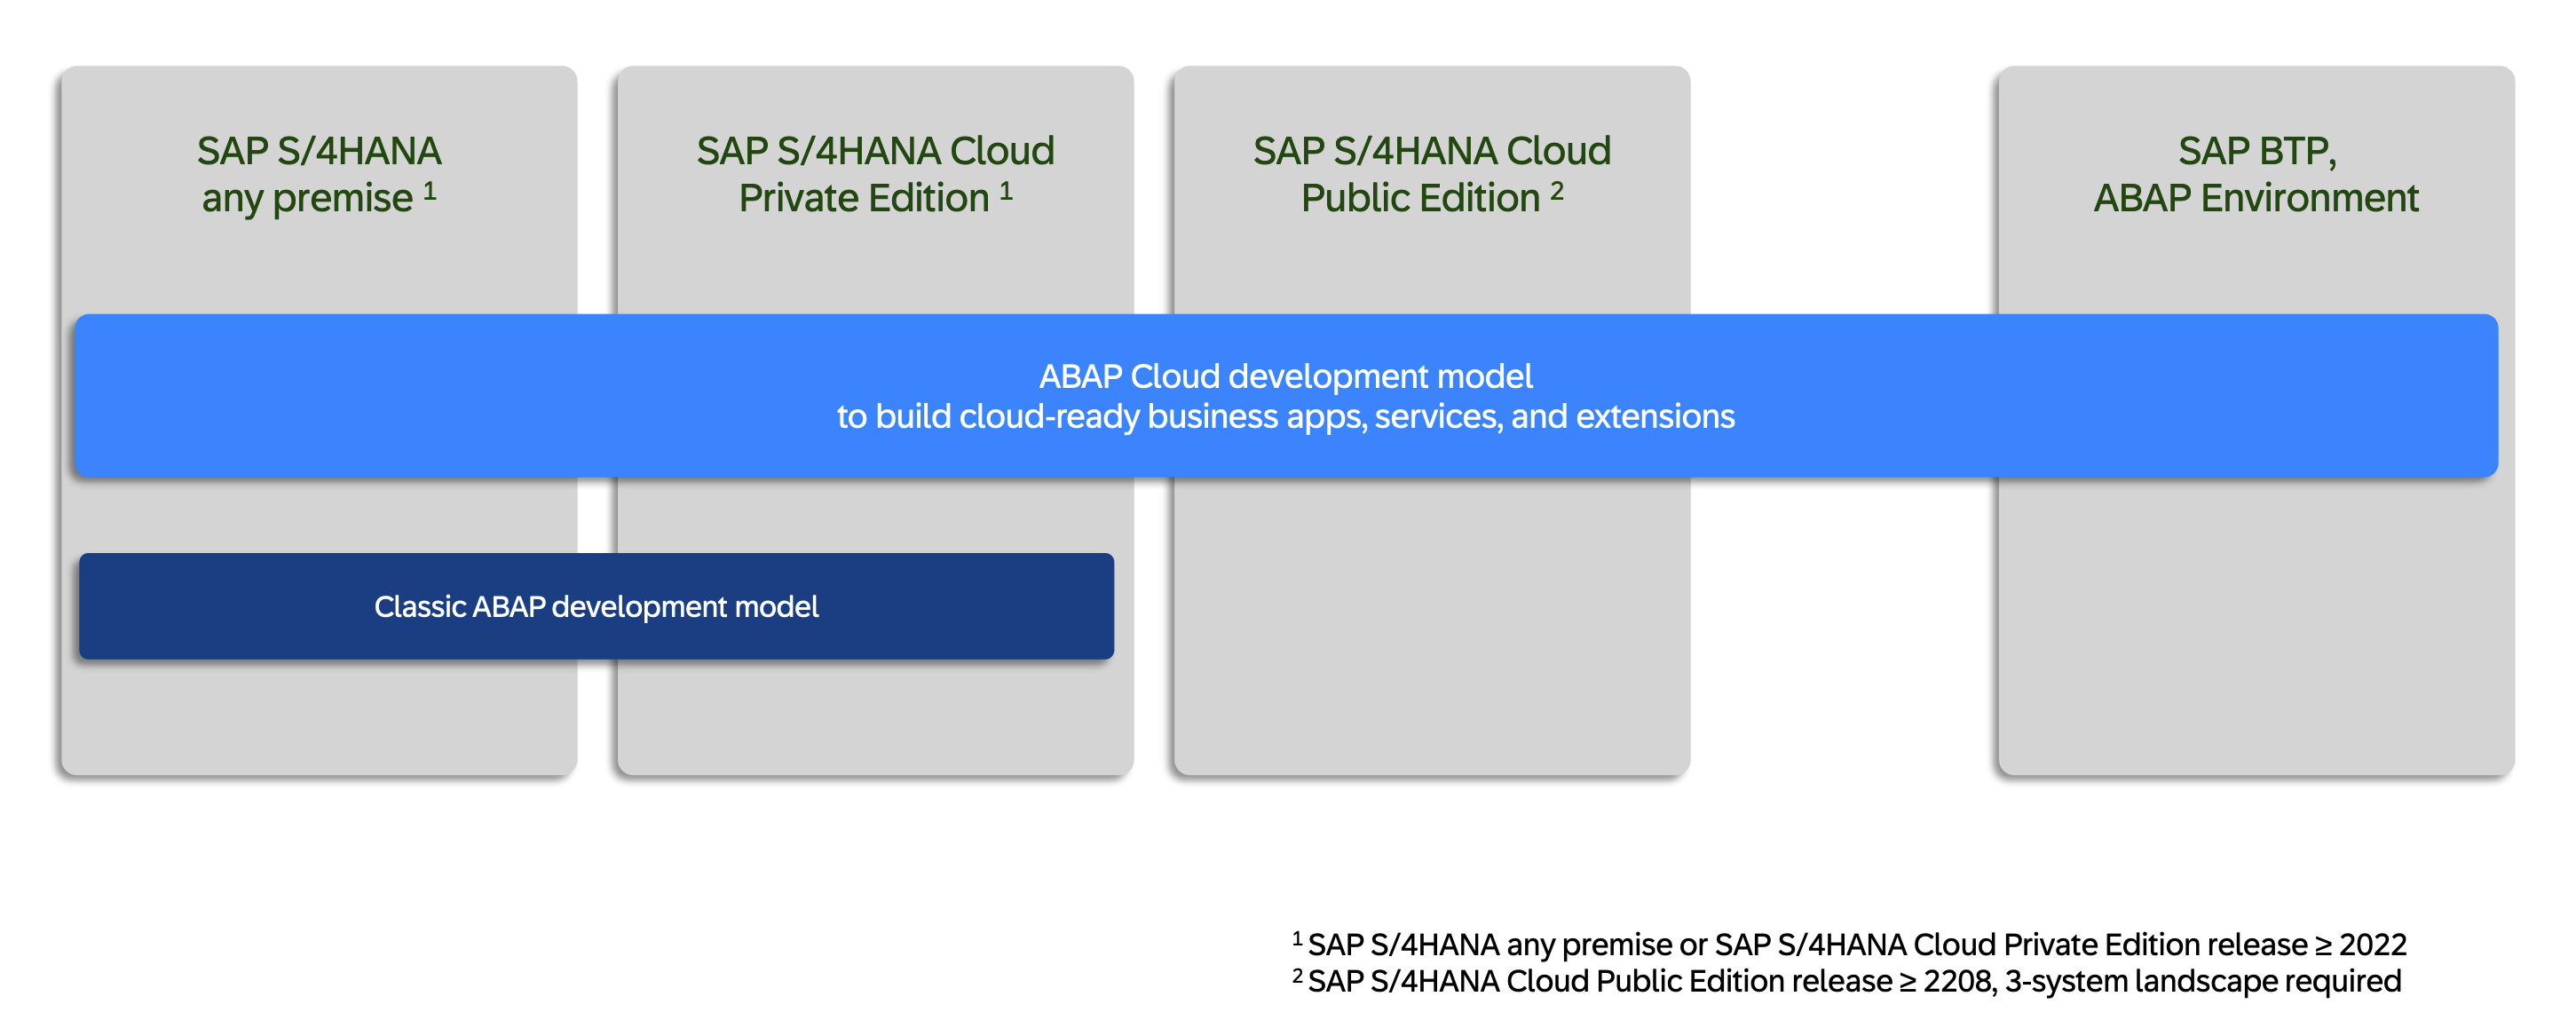 SAP S/4HANA
any premise ¹
SAP S/4HANA Cloud
Private Edition ¹
SAP S/4HANA Cloud
Public Edition ²
SAP BTP,
ABAP Environment
ABAP Cloud development model
to build cloud-ready business apps, services, and extensions
Classic ABAP development model
¹ SAP S/4HANA any premise or SAP S/4HANA Cloud Private Edition release ≥ 2022
² SAP S/4HANA Cloud Public Edition release ≥ 2208, 3-system landscape required